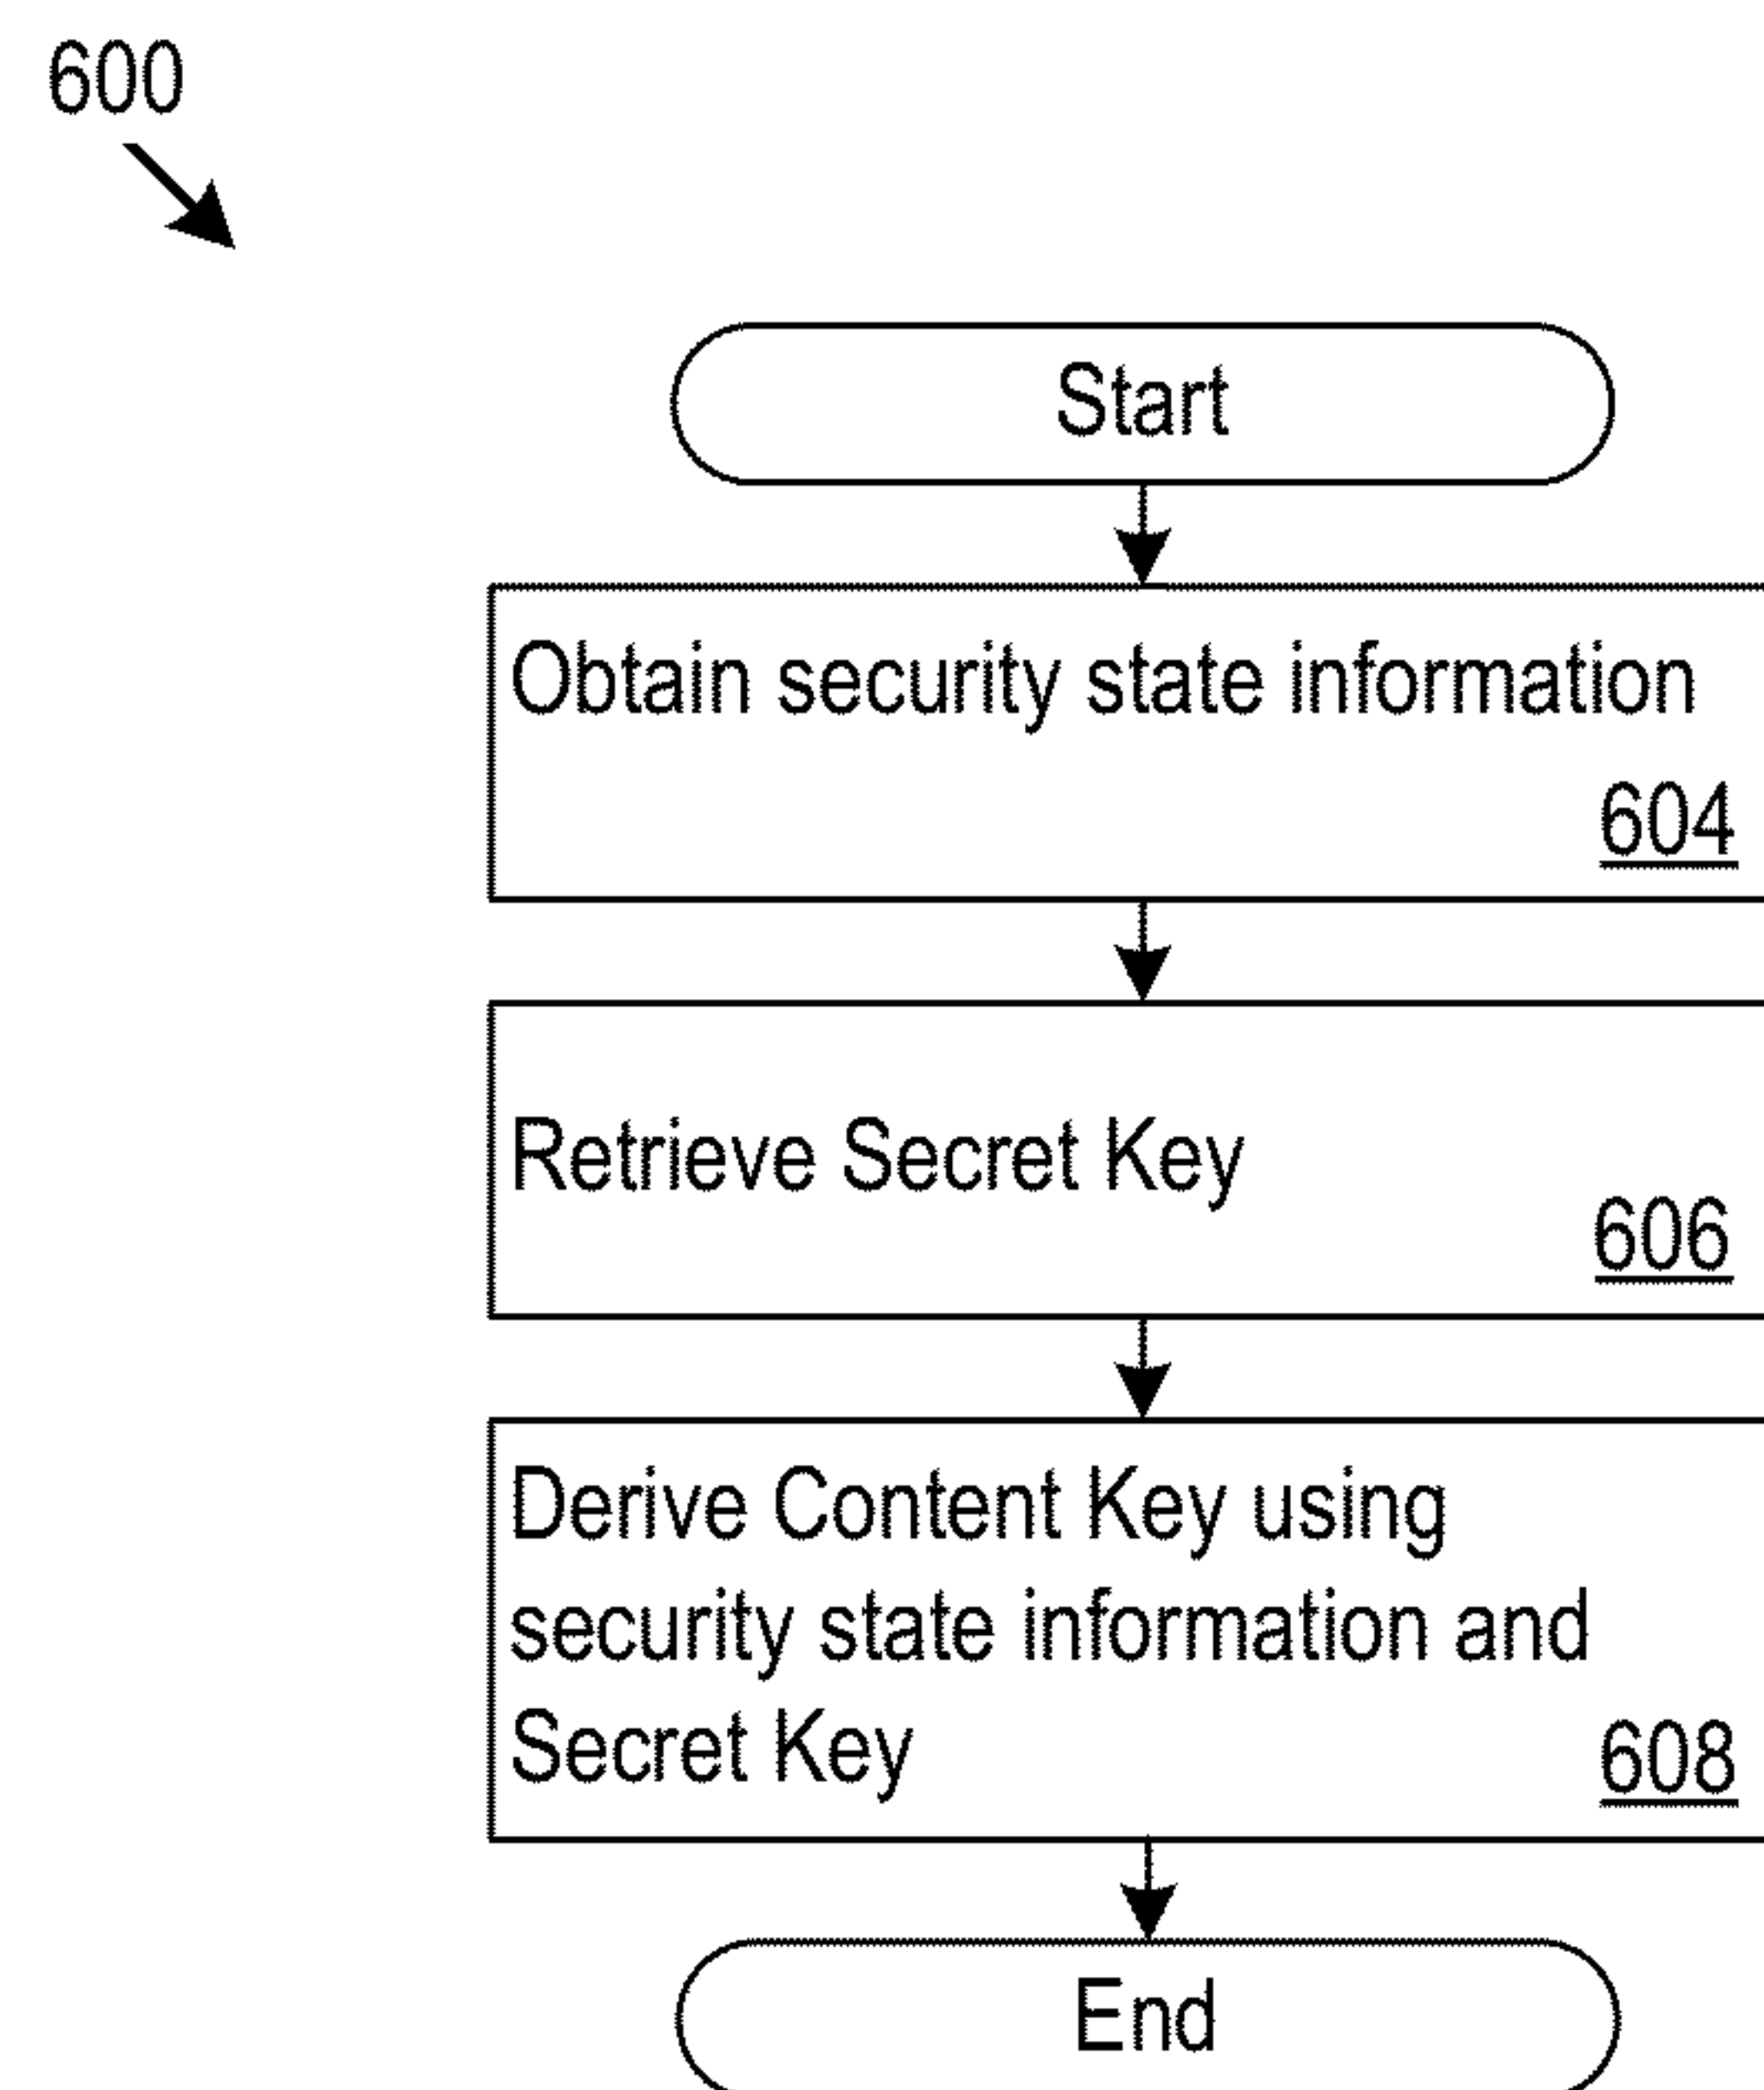 600
Start
Obtain security state information
604
Retrieve Secret Key
606
Derive Content Key using
security state information and
Secret Key
608
End